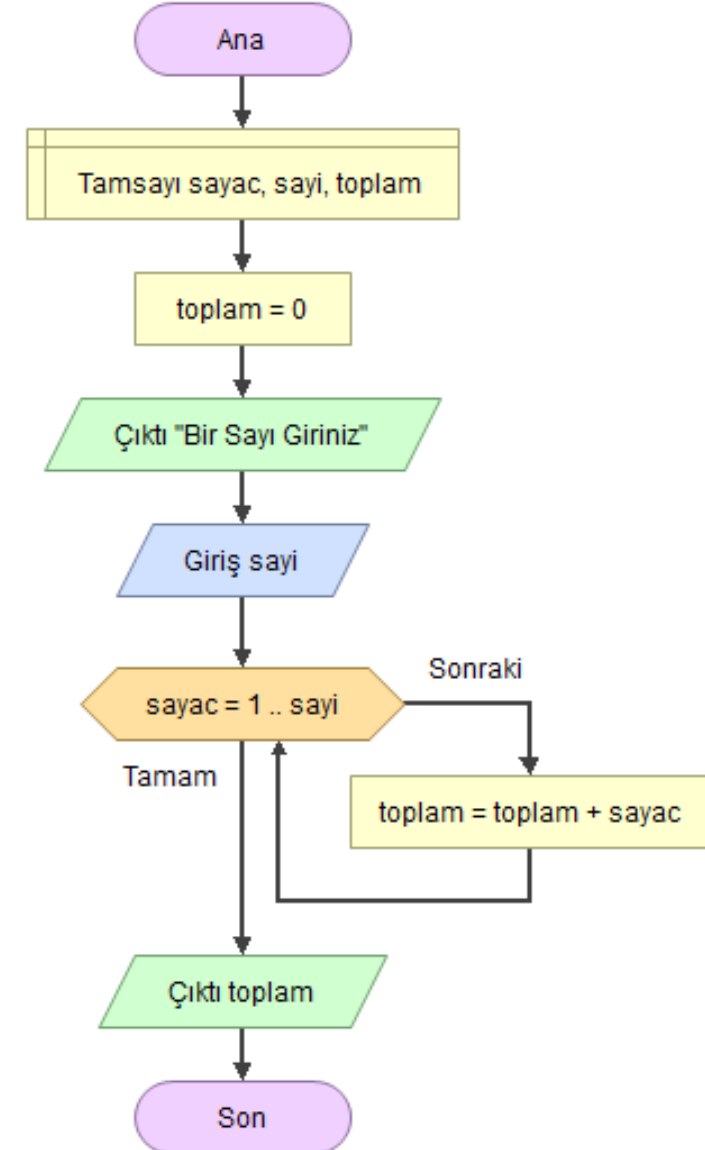 Ana
Tamsayı sayac, sayi, toplam
toplam = 0
Çıktı "Bir Sayı Giriniz"
Giriş sayi
sayac = 1 .. sayi
Sonraki
Tamam
toplam = toplam + sayac
Çıktı toplam
Son